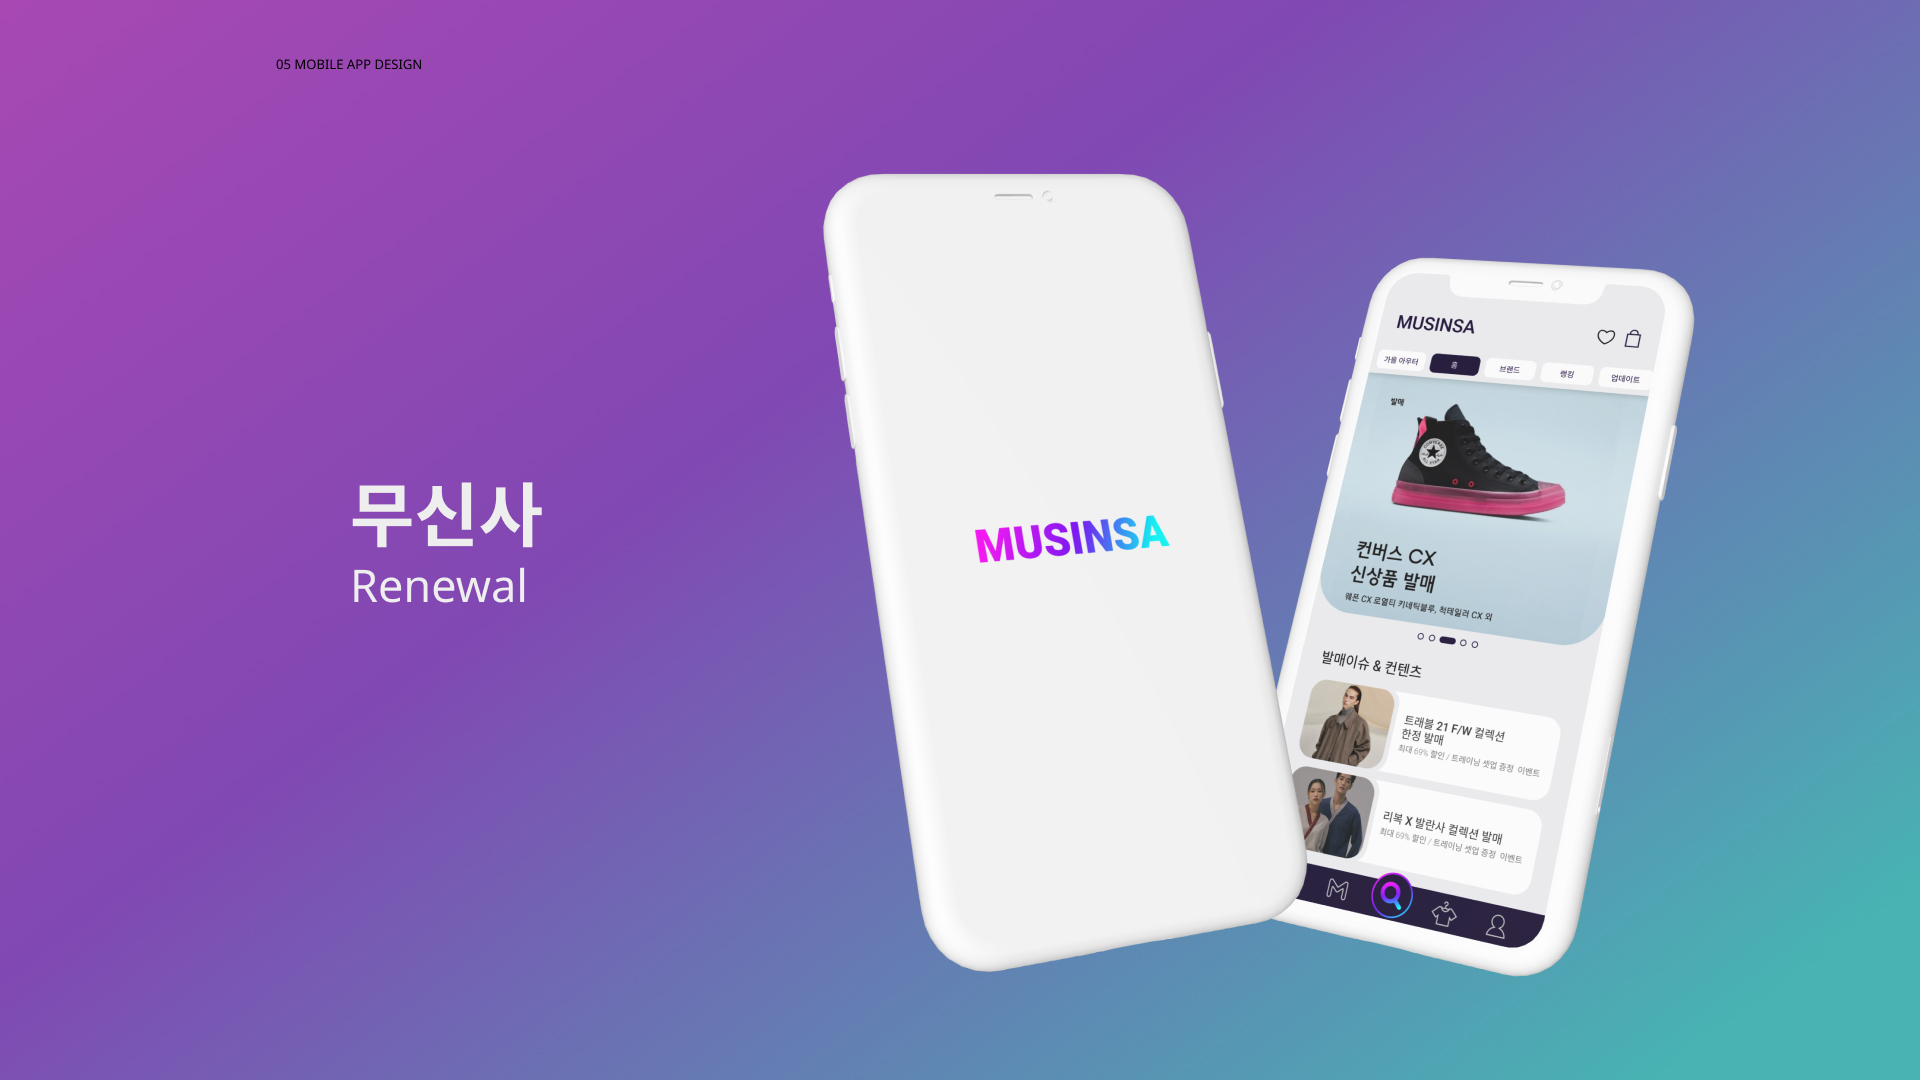 05 MOBILE APP DESIGN
무신사
Renewal
MUSINSA
MUSINSA
가을 아우터
홈
브랜드
랭킹
업데이트
발매
컨버스 CX
신상품 발매
웨폰 CX 로열티 키네틱블루, 척테일러 CX 외
발매이슈 & 컨텐츠
트래블 21 F/W 컬렉션
한정 발매
최대 69% 할인 / 트레이닝 셋업 증정 이벤트
리복 X 발란사 컬렉션 발매
최대 69% 할인 / 트레이닝 셋업 증정 이벤트